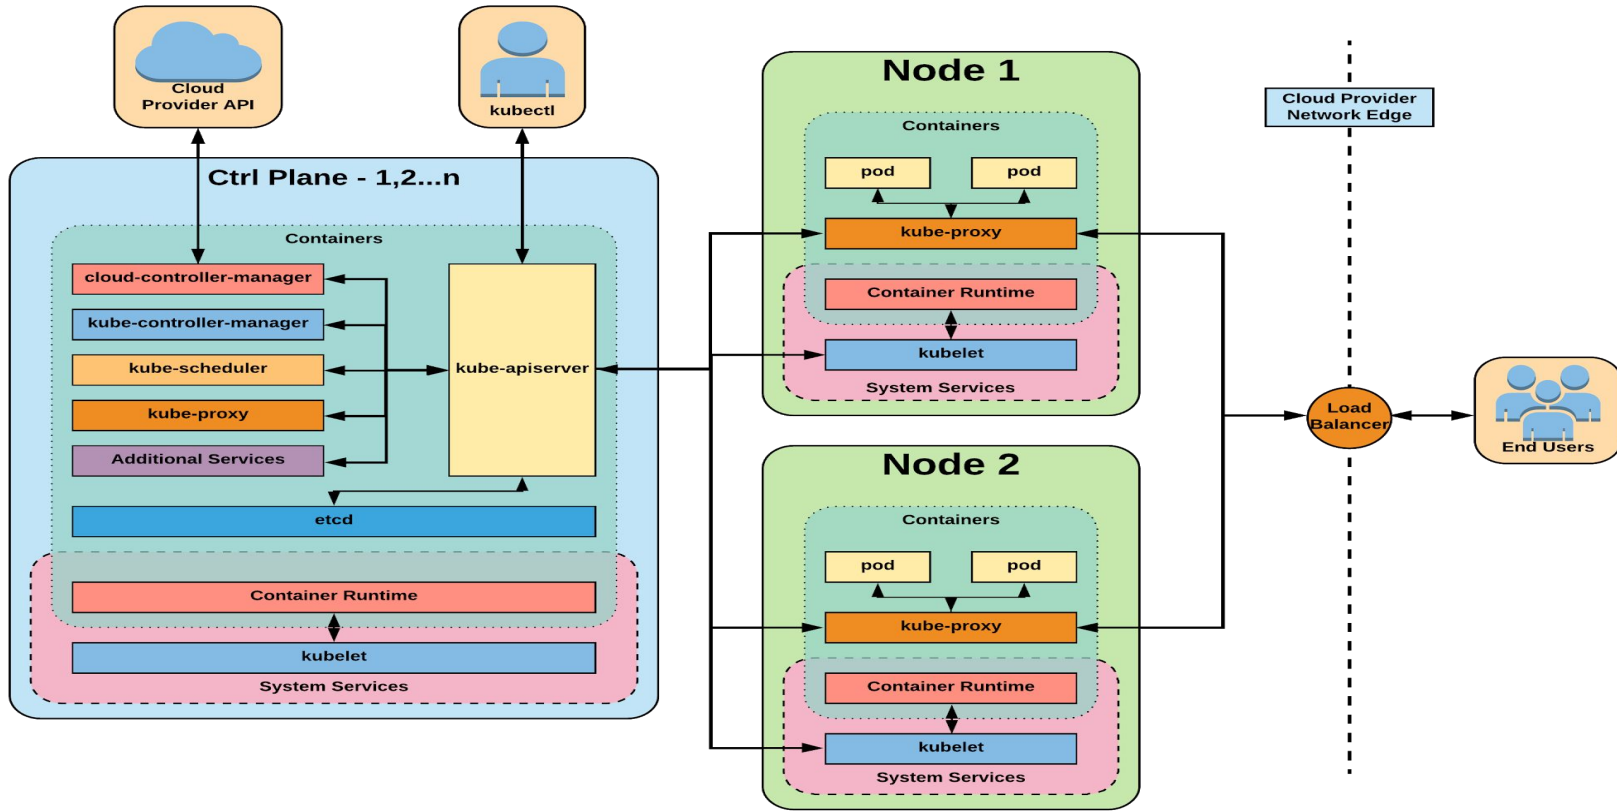 Cloud
Provider API
kubectl
Ctrl Plane - 1,2...n
Containers
cloud-controller-manager
kube-controller-manager
kube-scheduler
kube-proxy
Additional Services
kube-apiserver
etcd
Container Runtime
kubelet
System Services
Node 1
Containers
pod
pod
kube-proxy
Container Runtime
kubelet
System Services
Node 2
Containers
pod
pod
kube-proxy
Container Runtime
kubelet
System Services
Cloud Provider
Network Edge
Load
Balancer
End Users